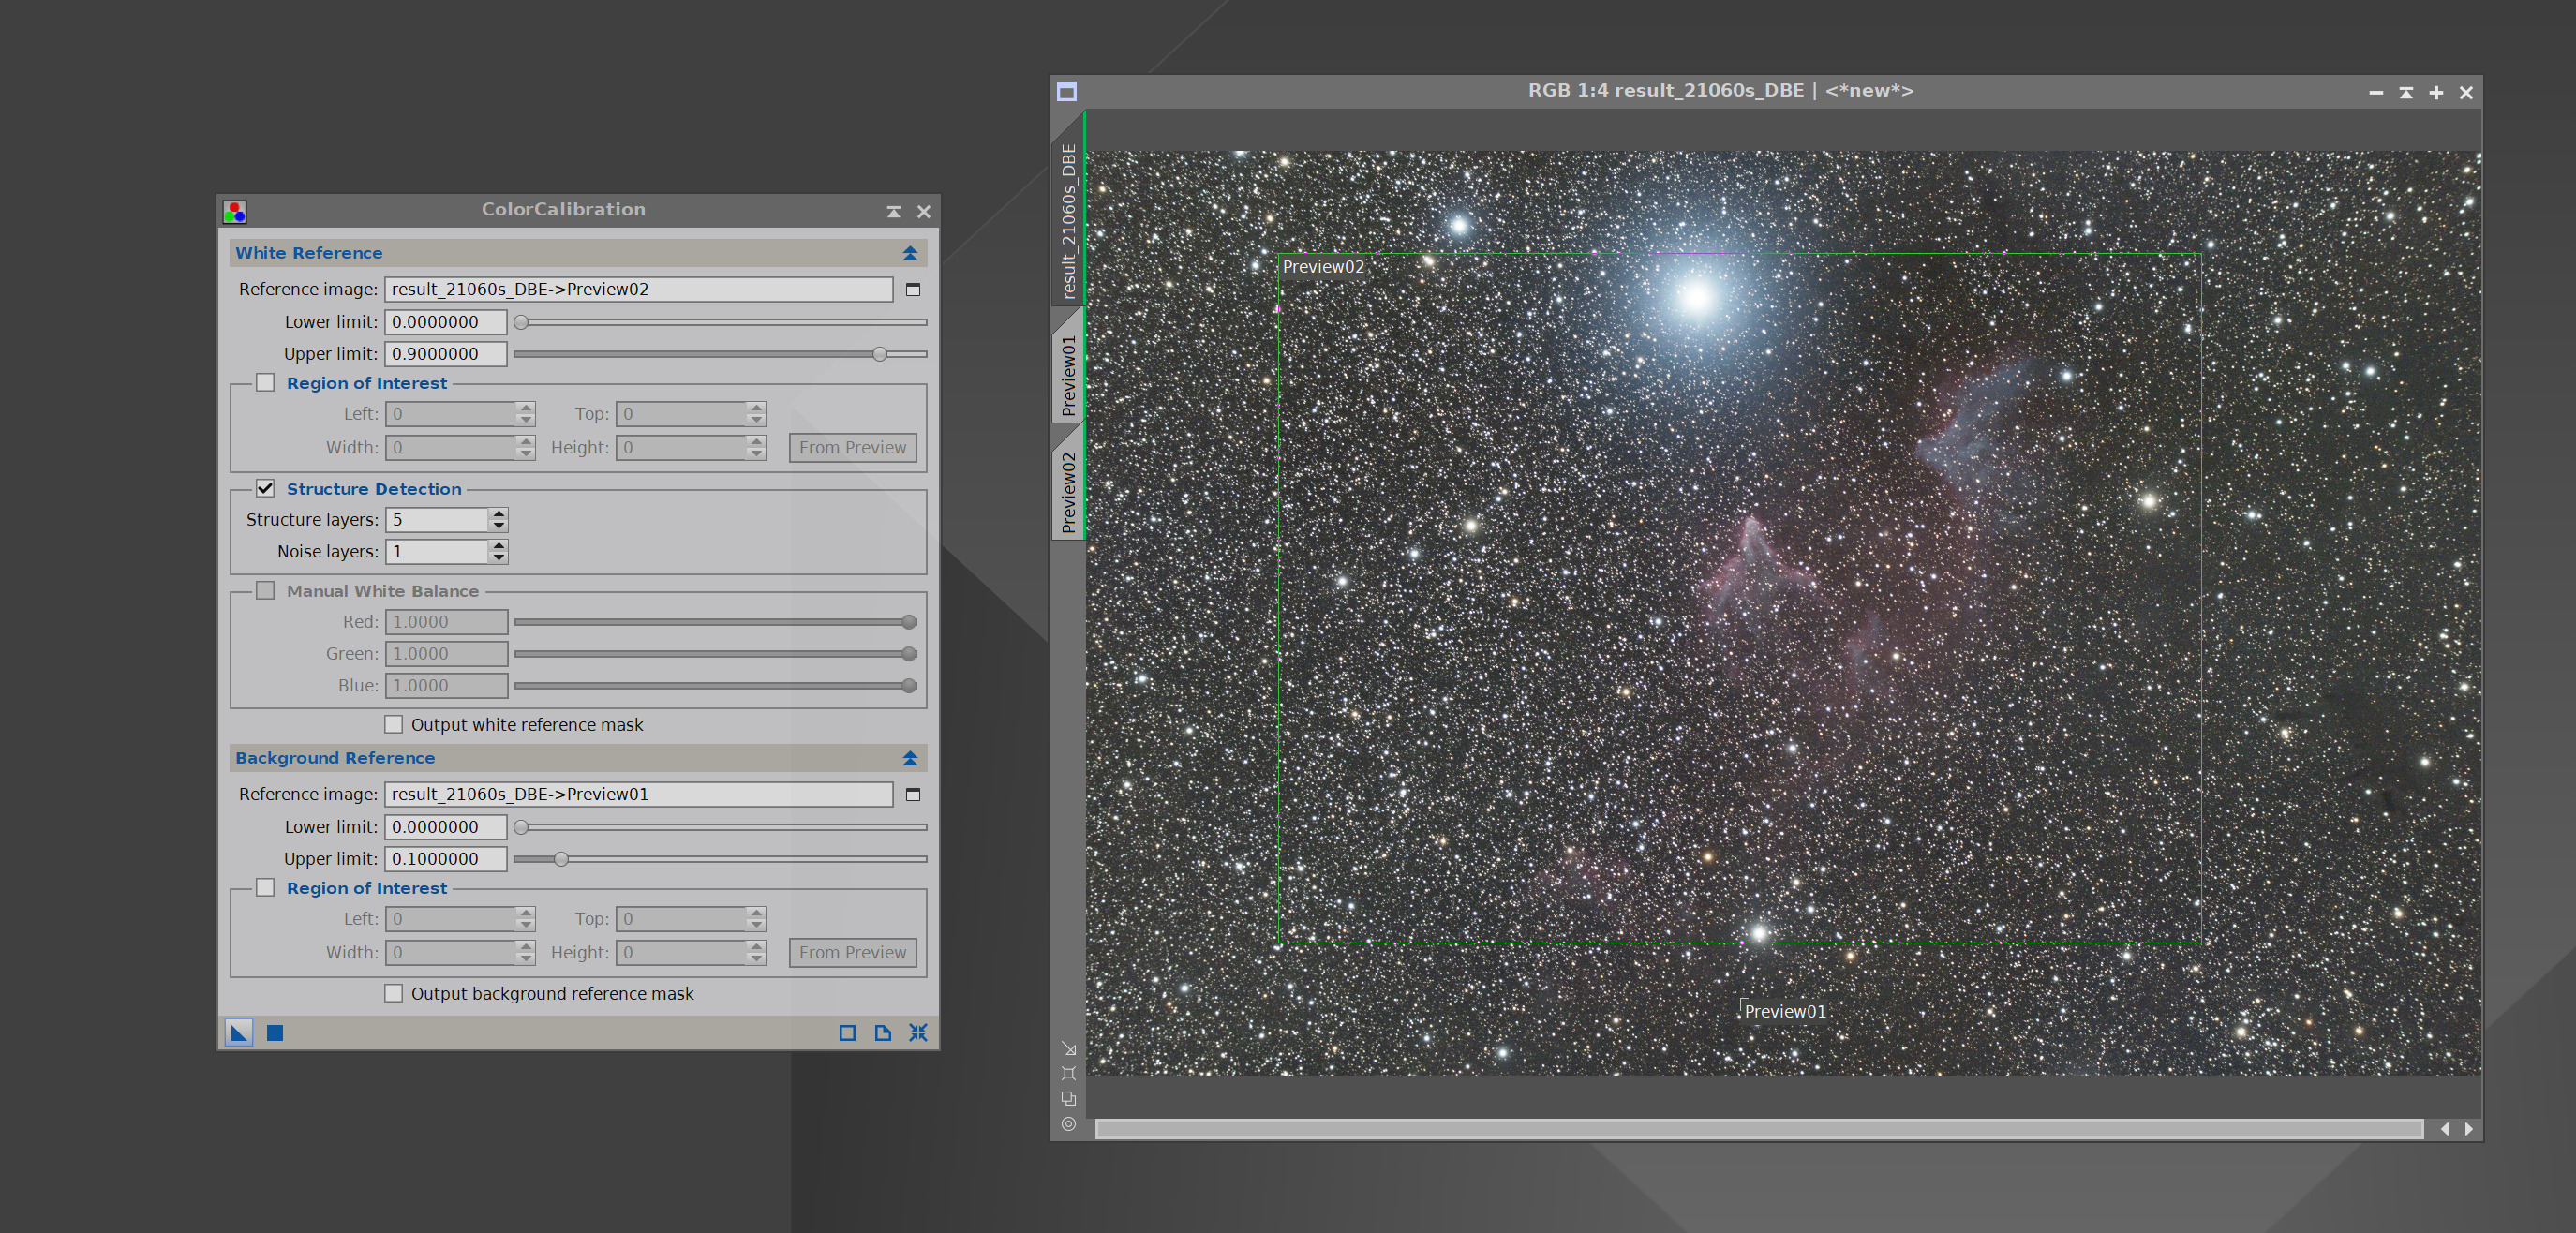 ColorCalibration
White Reference
Reference image: result_21060s_DBE->Preview02
Lower limit: 0.0000000
Upper limit: 0.9000000
Region of Interest
Left: 0 Top: 0
Width: 0 Height: 0 From Preview
Structure Detection
Structure layers: 5
Noise layers: 1
Manual White Balance
Red: 1.0000
Green: 1.0000
Blue: 1.0000
Output white reference mask
Background Reference
Reference image: result_21060s_DBE->Preview01
Lower limit: 0.0000000
Upper limit: 0.1000000
Region of Interest
Left: 0 Top: 0
Width: 0 Height: 0 From Preview
Output background reference mask
RGB 1:4 result_21060s_DBE | <*new*>
result_21060s_DBE
Preview01
Preview02
Preview02
Preview01